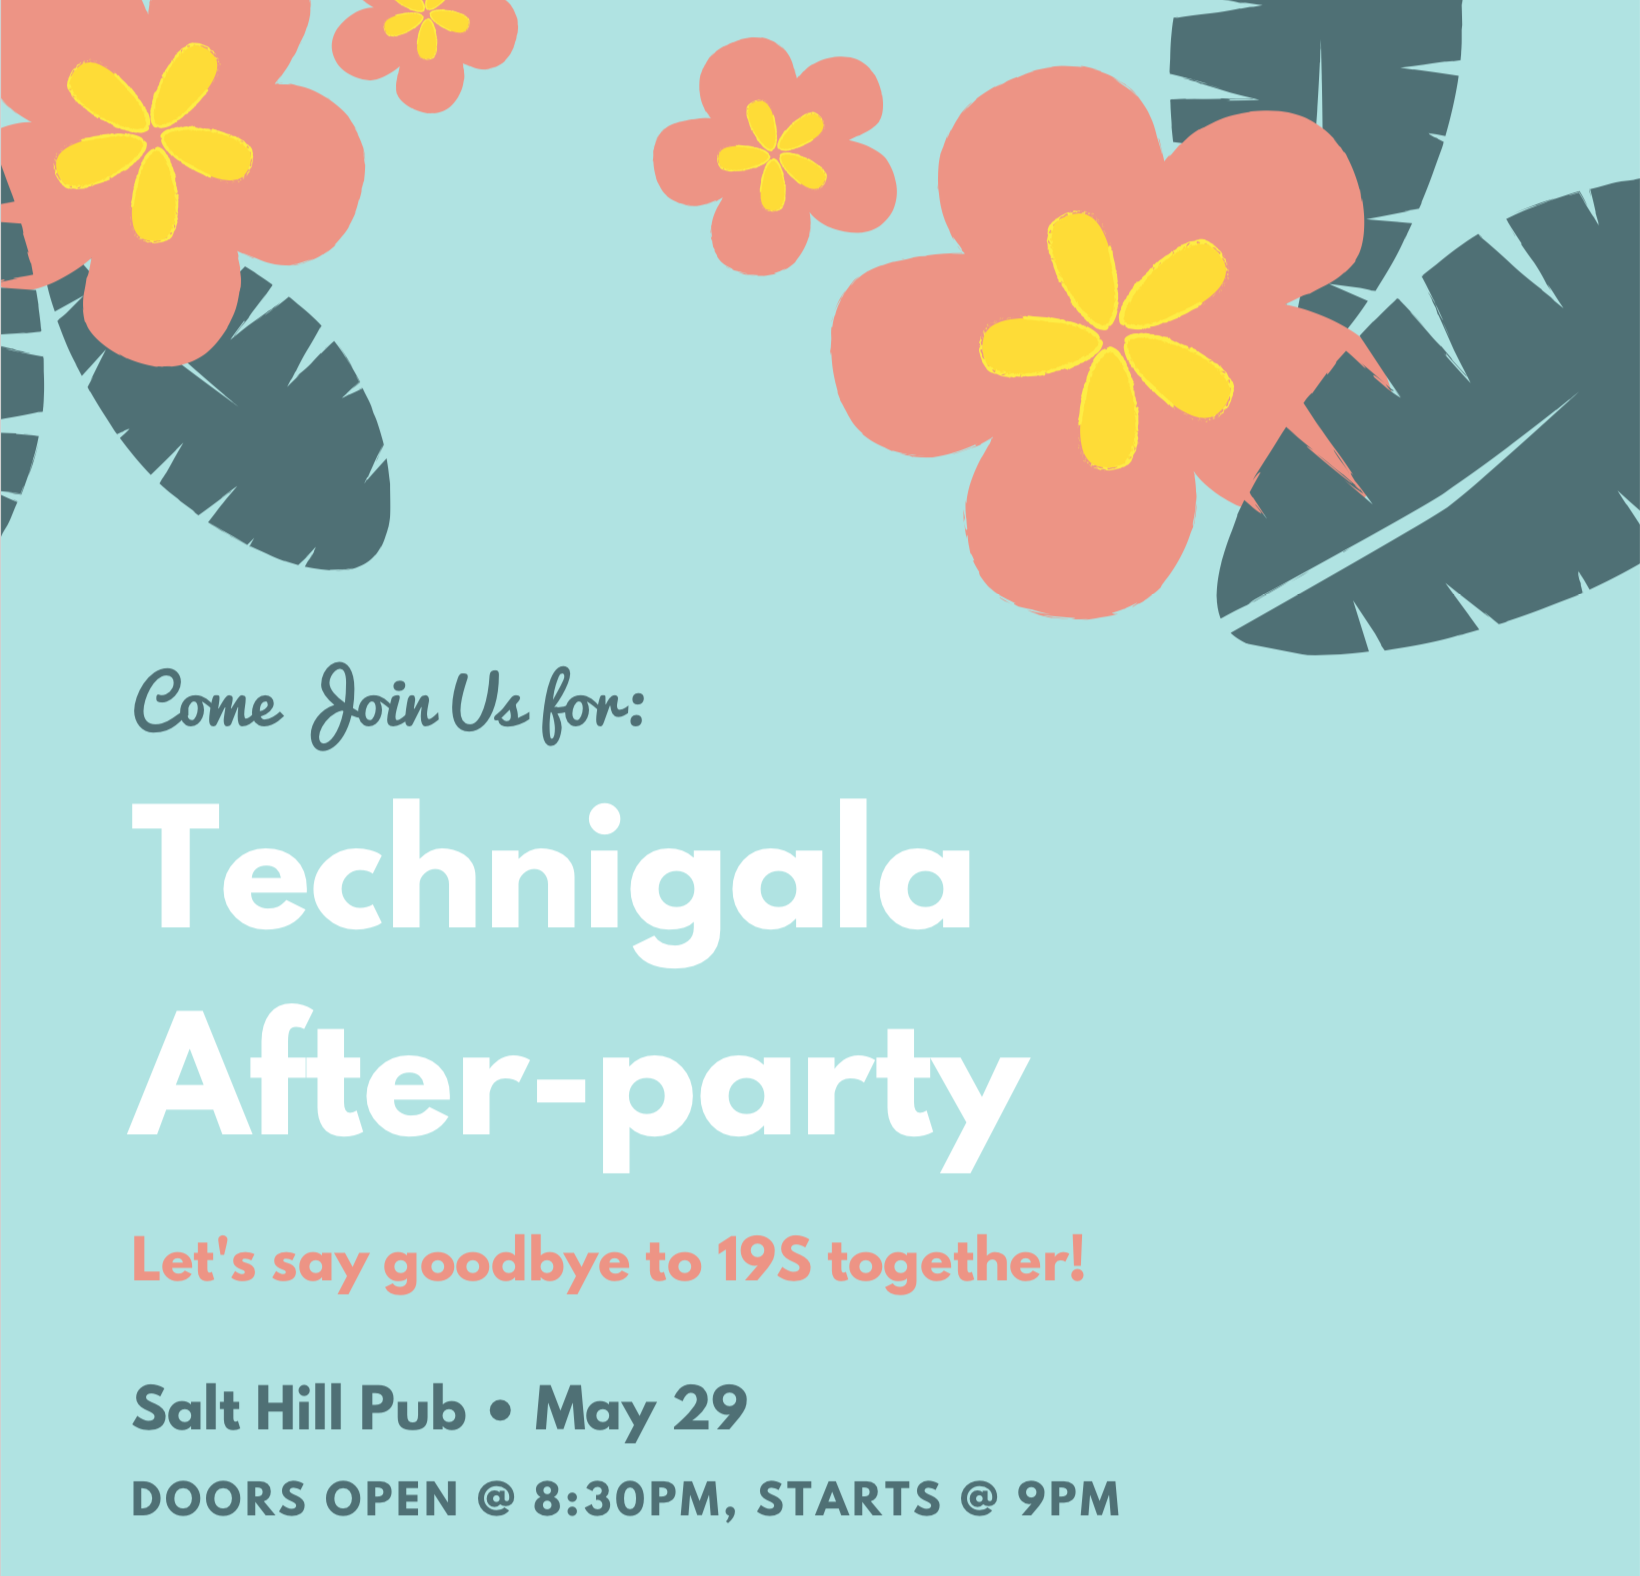 Come Join Us for:
Technigala
After-party
Let's say goodbye to 19S together!
Salt Hill Pub • May 29
DOORS OPEN @ 8:30PM, STARTS @ 9PM